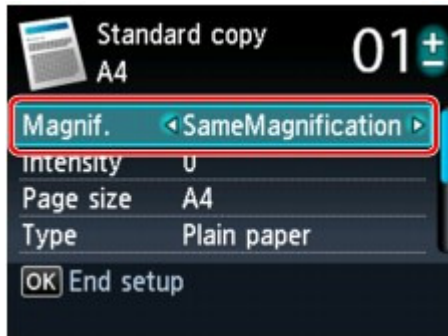 Standard copy
A4
01±
Magnif. SameMagnification
Intensity 0
Page size A4
Type Plain paper
OK End setup